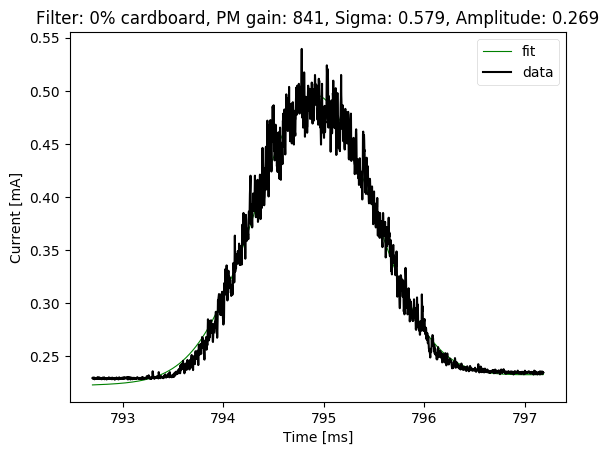 Filter: 0% cardboard, PM gain: 841, Sigma: 0.579, Amplitude: 0.269
0.55
fit
data
0.50
0.45
0.40
Current [mA]
0.35
0.30
0.25
793 794 795 796 797
Time [ms]